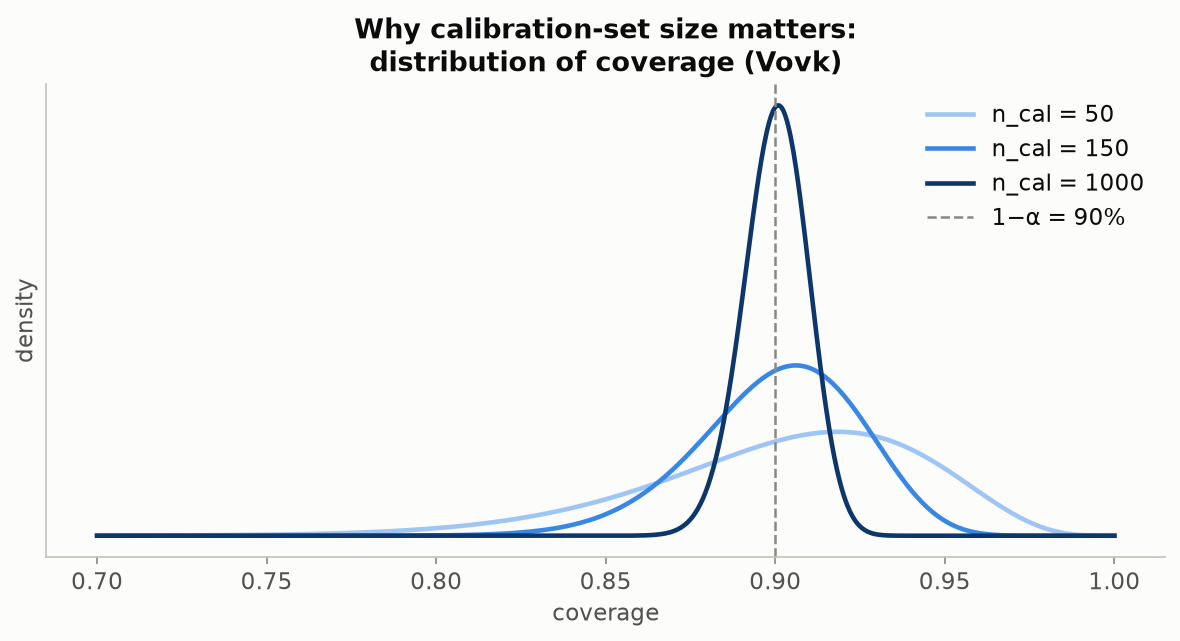 Why calibration-set size matters:
distribution of coverage (Vovk)
n_cal = 50
n_cal = 150
n_cal = 1000
1−α = 90%
density
0.70 0.75 0.80 0.85 0.90 0.95 1.00
coverage